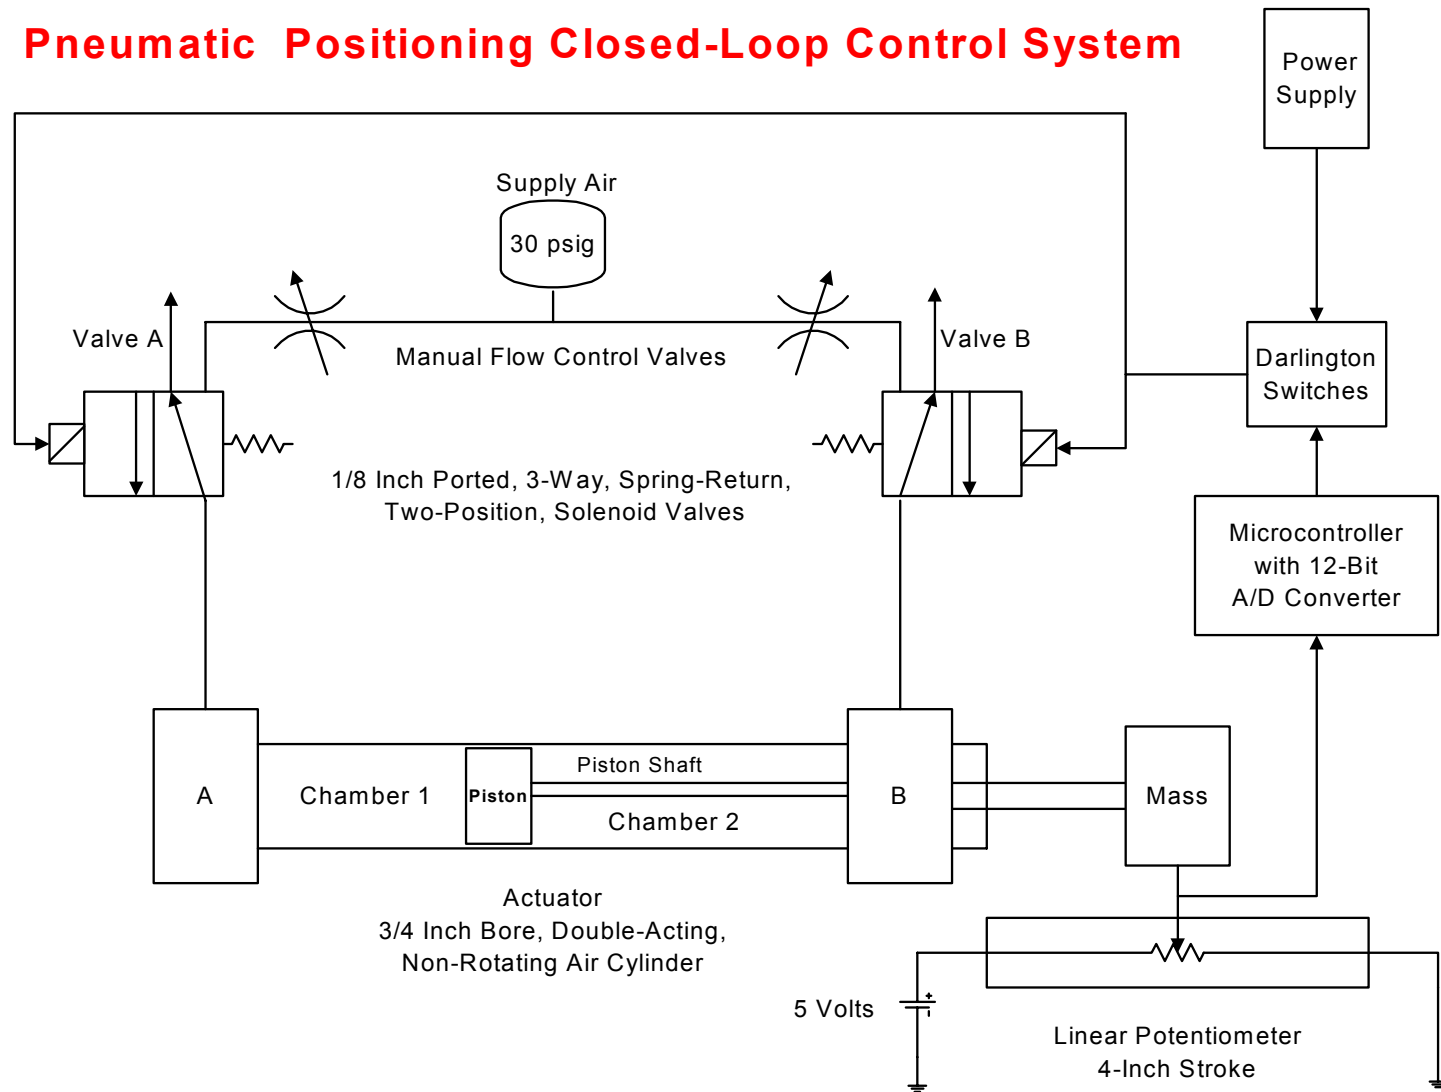 Pneumatic Positioning Closed-Loop Control System
Power
Supply
Supply Air
30 psig
Valve A
Manual Flow Control Valves
Valve B
Darlington
Switches
1/8 Inch Ported, 3-Way, Spring-Return,
Two-Position, Solenoid Valves
Microcontroller
with 12-Bit
A/D Converter
A
Chamber 1
Piston
Piston Shaft
Chamber 2
B
Mass
Actuator
3/4 Inch Bore, Double-Acting,
Non-Rotating Air Cylinder
5 Volts
+
-
Linear Potentiometer
4-Inch Stroke